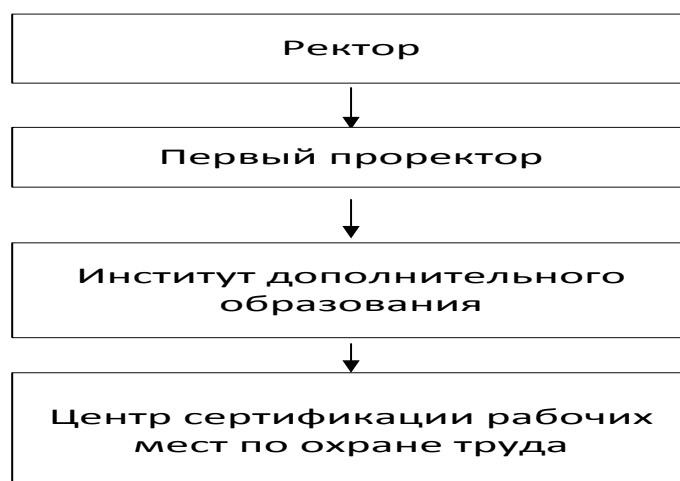 Ректор
Первый проректор
Институт дополнительного
образования
Центр сертификации рабочих
мест по охране труда